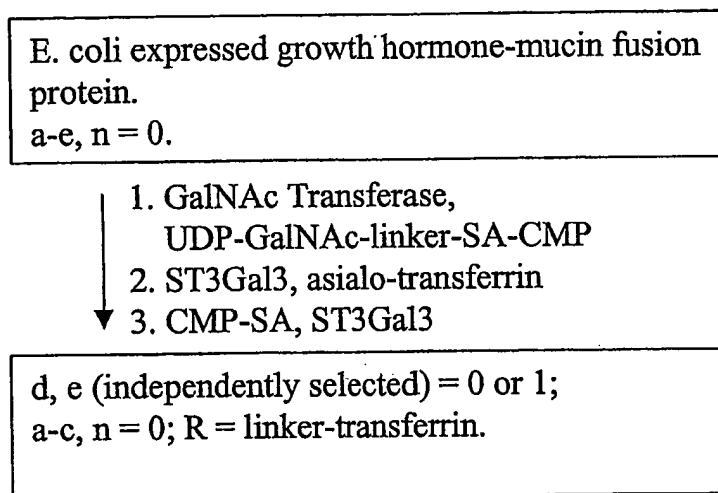 E. coli expressed growth hormone-mucin fusion
protein.
a-e, n = 0.
1. GalNAc Transferase,
UDP-GalNAc-linker-SA-CMP
2. ST3Gal3, asialo-transferrin
3. CMP-SA, ST3Gal3
d, e (independently selected) = 0 or 1;
a-c, n = 0; R = linker-transferrin.